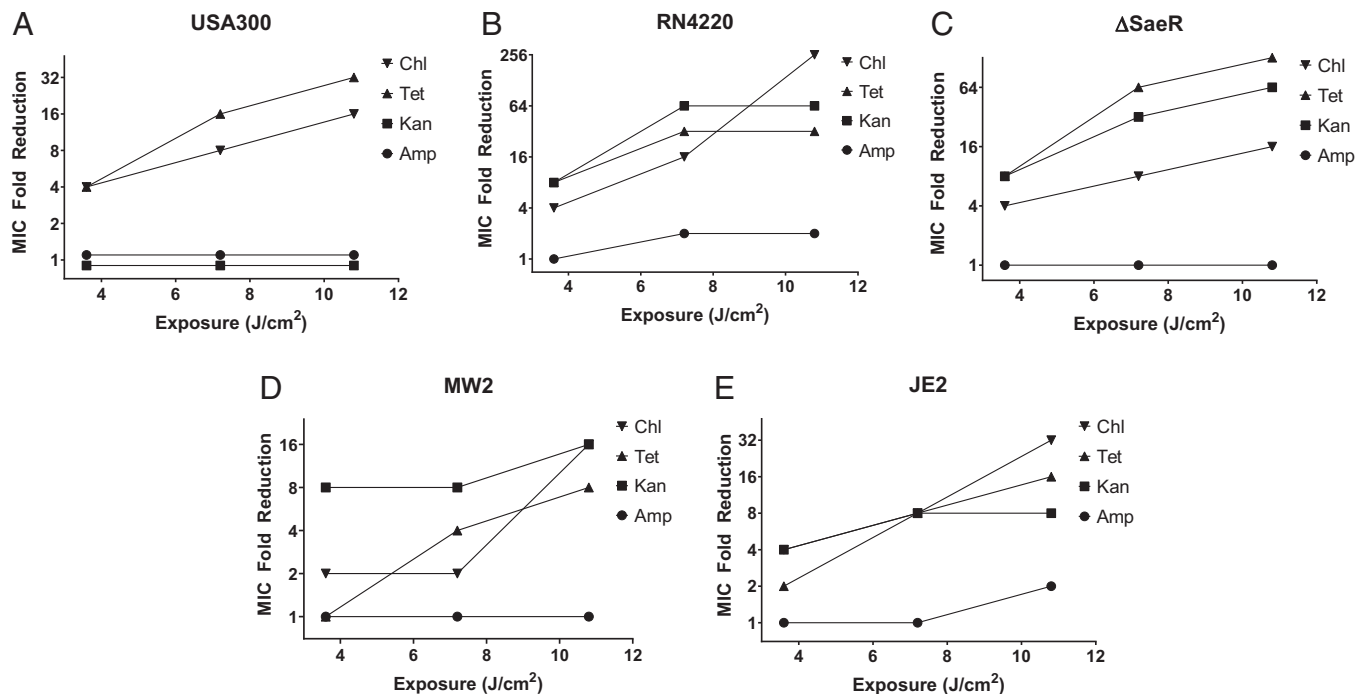 A
USA300
MIC Fold Reduction
32
16
8
4
2
1
4 6 8 10 12
Exposure (J/cm²)
Chl
Tet
Kan
Amp
B
RN4220
MIC Fold Reduction
256
64
16
4
1
4 6 8 10 12
Exposure (J/cm²)
Chl
Tet
Kan
Amp
C
ΔSaeR
MIC Fold Reduction
64
16
4
1
4 6 8 10 12
Exposure (J/cm²)
Chl
Tet
Kan
Amp
D
MW2
MIC Fold Reduction
16
8
4
2
1
4 6 8 10 12
Exposure (J/cm²)
Chl
Tet
Kan
Amp
E
JE2
MIC Fold Reduction
32
16
8
4
2
1
4 6 8 10 12
Exposure (J/cm²)
Chl
Tet
Kan
Amp